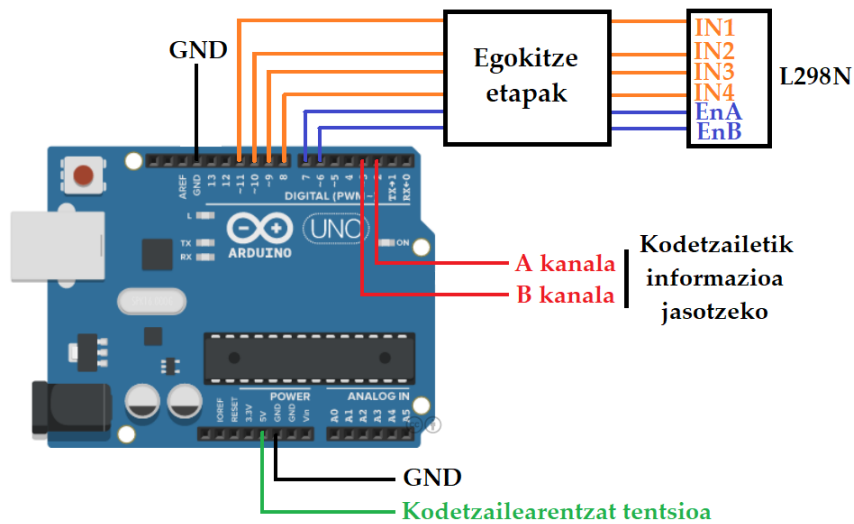 GND
Egokitze
etapak
IN1
IN2
IN3
IN4
EnA
EnB
L298N
AREF
GND
13
12
~11
~10
~9
8
7
~6
~5
4
3
2
TX→1
RX←0
DIGITAL (PWM ~)
L
TX
RX
ARDUINO
UNO
ON
A kanala
B kanala
Kodetzailetik
informazioa
jasotzeko
POWER
ANALOG IN
IOREF
RESET
3.3V
5V
GND
GND
Vin
A0
A1
A2
A3
A4
A5
GND
Kodetzailearentzat tentsioa